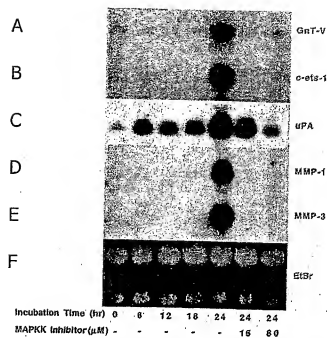 A GnT-V
B c-ets-1
C uPA
D MMP-1
E MMP-3
F EtBr
Incubation Time (hr) 0 6 12 18 24 24 24
MAPKK Inhibitor (μM) - - - - - 15 80